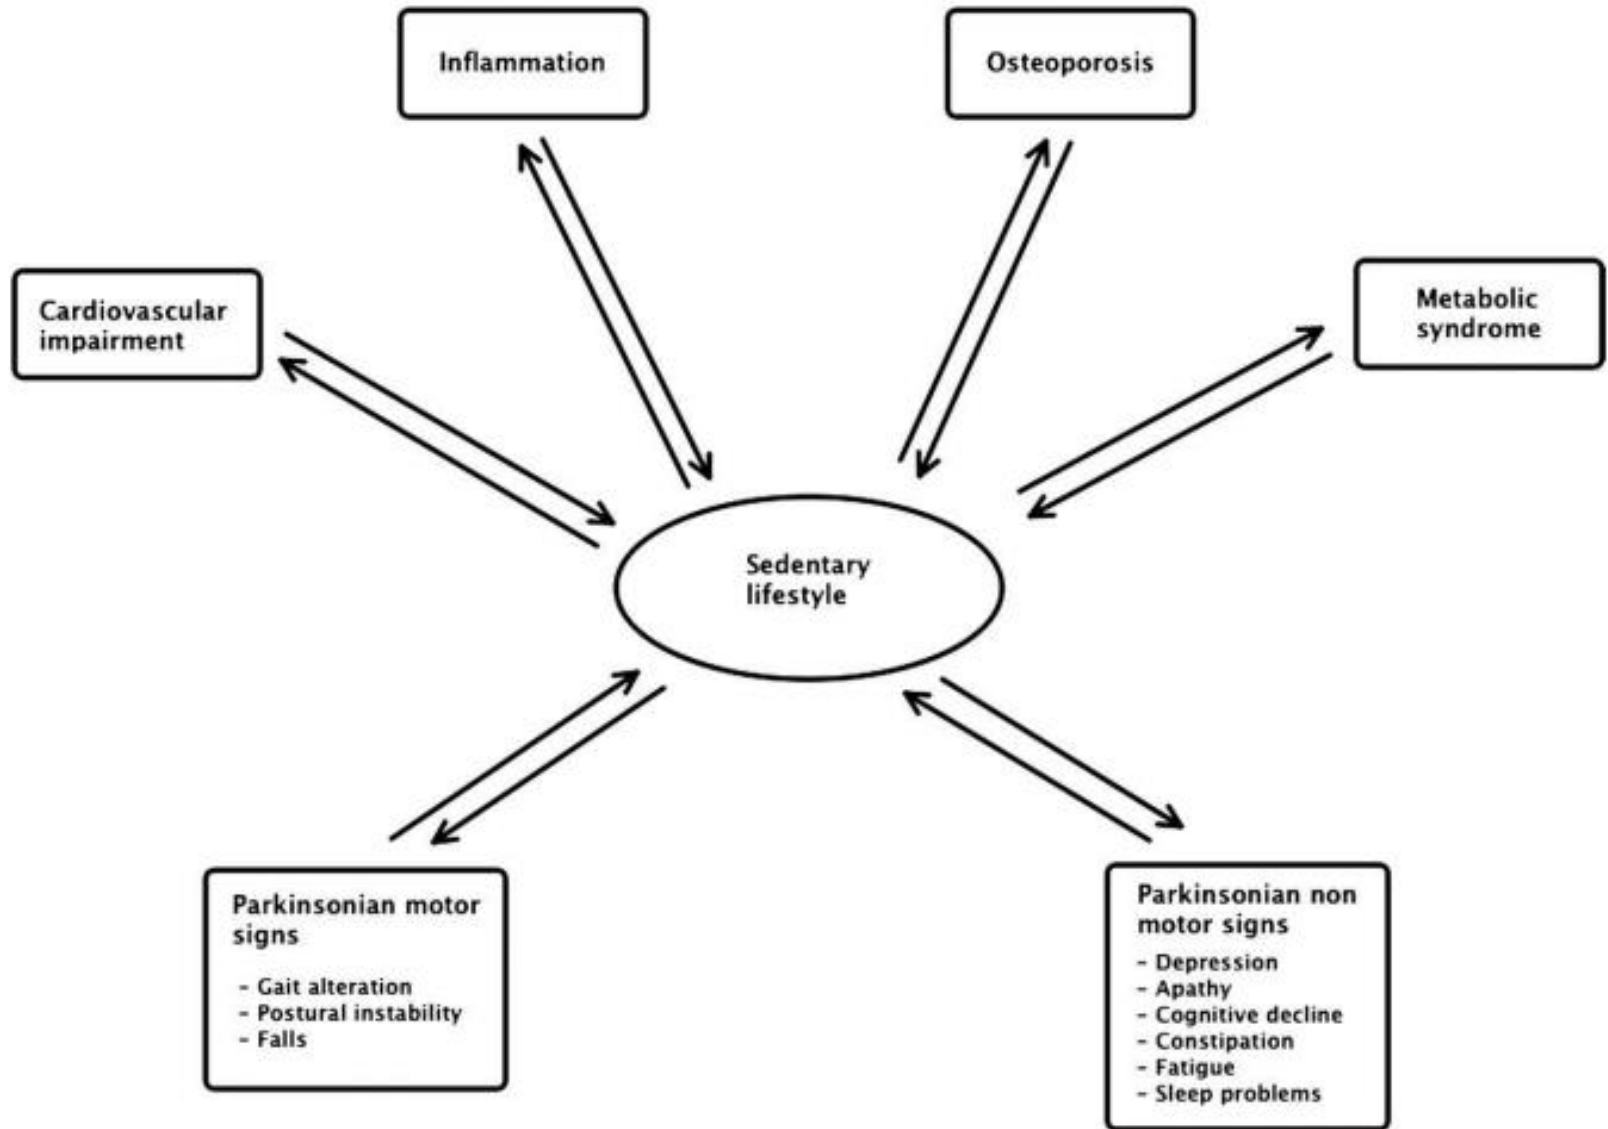 Inflammation
Osteoporosis
Cardiovascular
impairment
Metabolic
syndrome
Sedentary
lifestyle
Parkinsonian motor
signs
- Gait alteration
- Postural instability
- Falls
Parkinsonian non
motor signs
- Depression
- Apathy
- Cognitive decline
- Constipation
- Fatigue
- Sleep problems